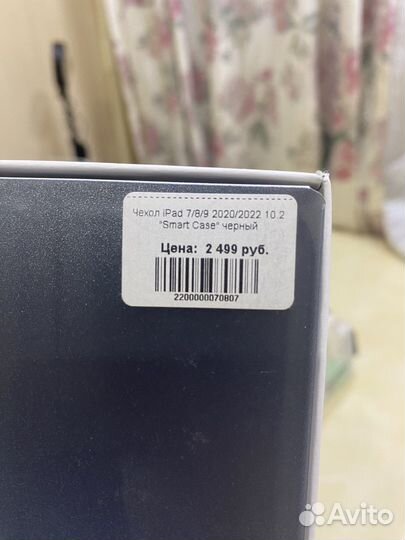 Чехол iPad 7/8/9 2020/2022 10.2
"Smart Case" черный
Цена: 2 499 руб.
2200000070807
Avito